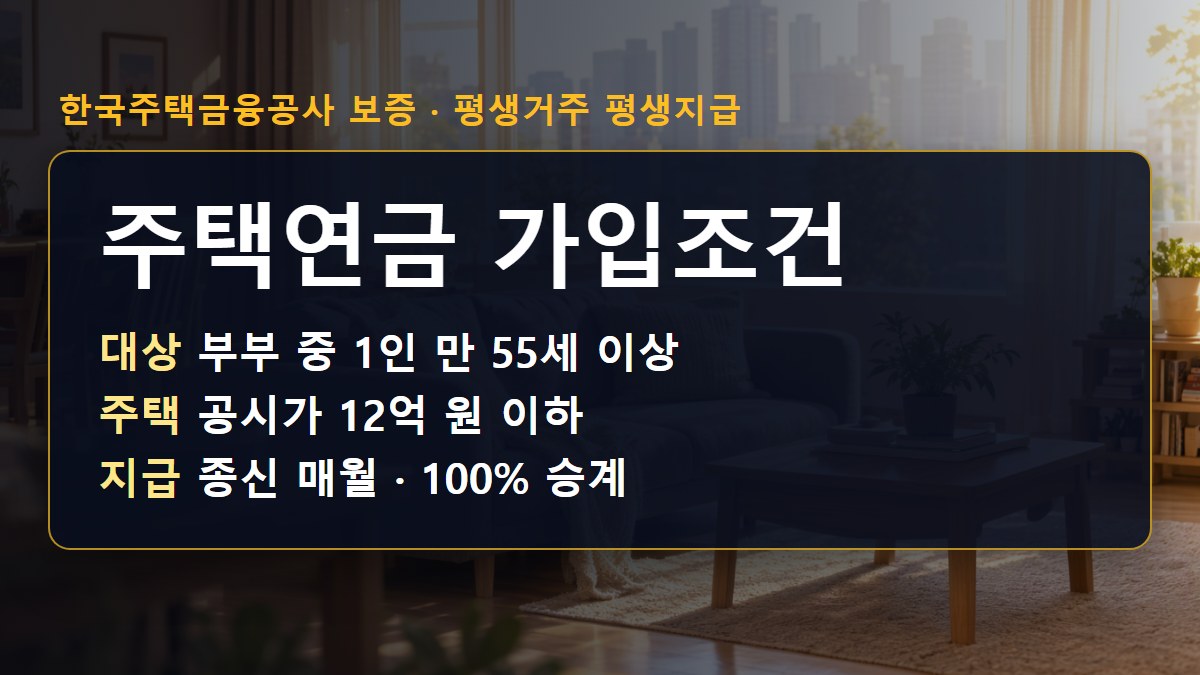 한국주택금융공사 보증 · 평생거주 평생지급
주택연금 가입조건
대상 부부 중 1인 만 55세 이상
주택 공시가 12억 원 이하
지급 종신 매월 · 100% 승계